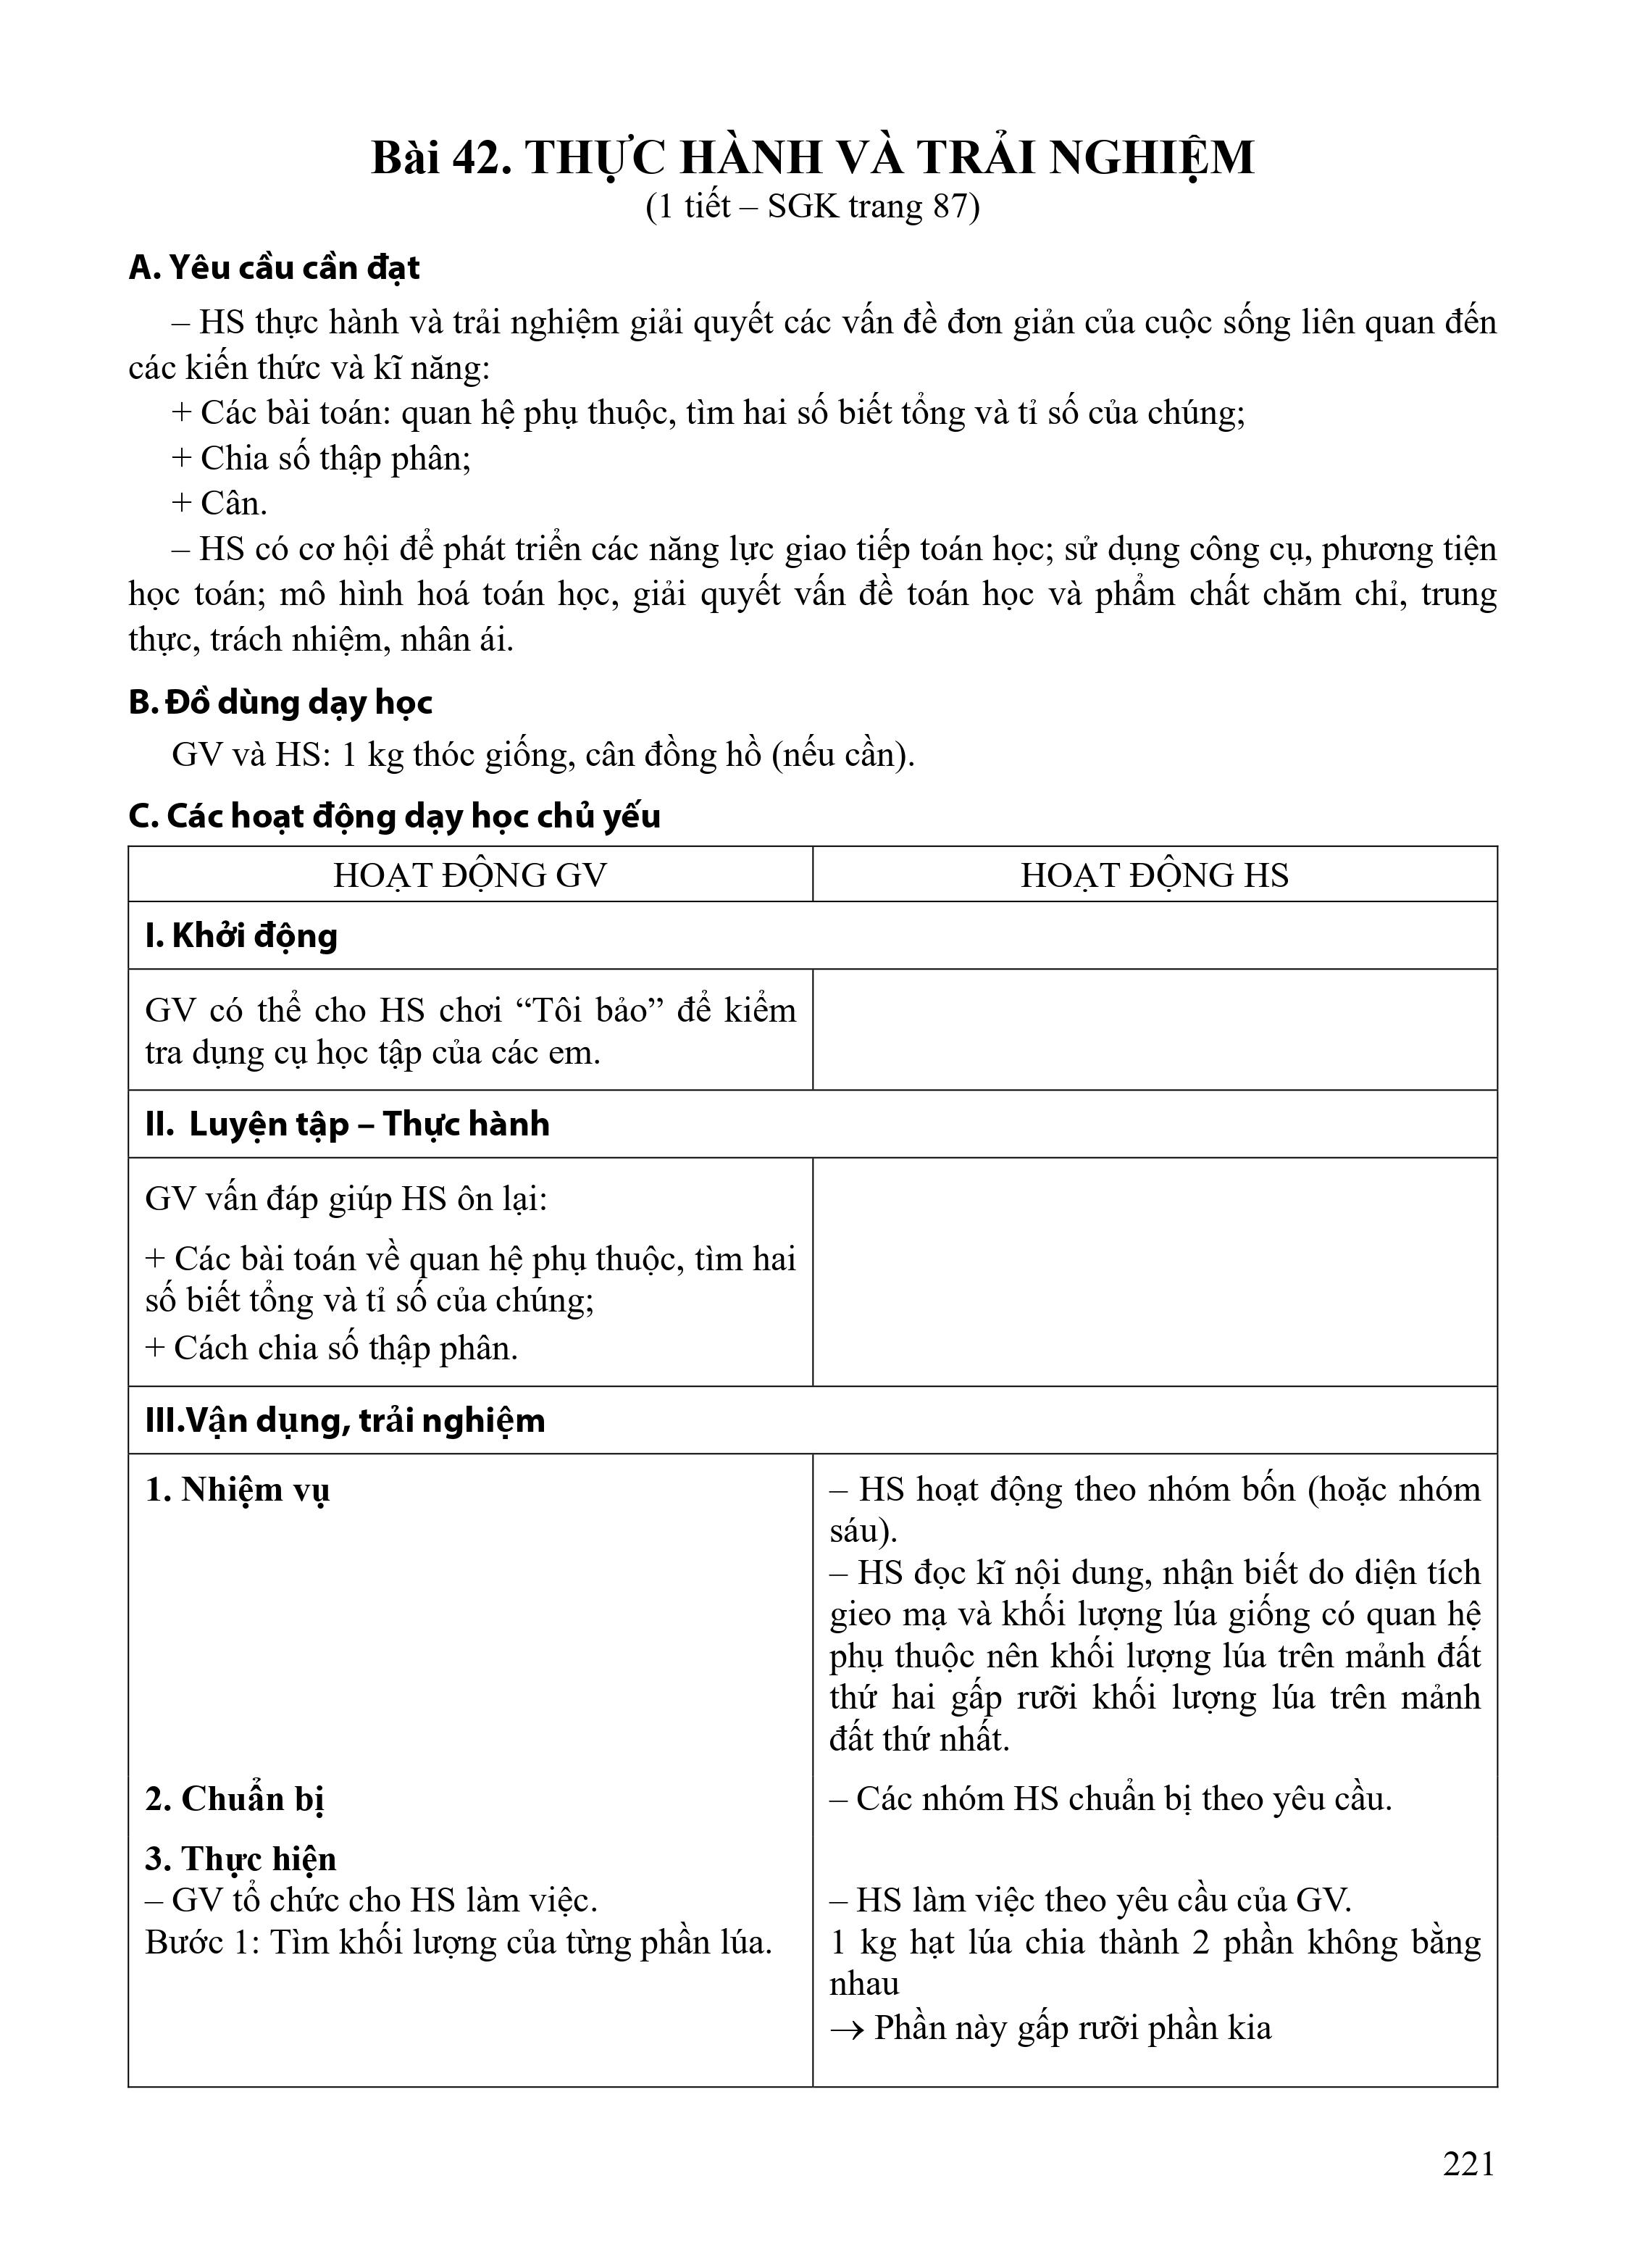 Bài 42. THỰC HÀNH VÀ TRẢI NGHIỆM
(1 tiết – SGK trang 87)
A. Yêu cầu cần đạt
– HS thực hành và trải nghiệm giải quyết các vấn đề đơn giản của cuộc sống liên quan đến
các kiến thức và kĩ năng:
+ Các bài toán: quan hệ phụ thuộc, tìm hai số biết tổng và tỉ số của chúng;
+ Chia số thập phân;
+ Cân.
– HS có cơ hội để phát triển các năng lực giao tiếp toán học; sử dụng công cụ, phương tiện
học toán; mô hình hoá toán học, giải quyết vấn đề toán học và phẩm chất chăm chỉ, trung
thực, trách nhiệm, nhân ái.
B. Đồ dùng dạy học
GV và HS: 1 kg thóc giống, cân đồng hồ (nếu cần).
C. Các hoạt động dạy học chủ yếu
HOẠT ĐỘNG GV
HOẠT ĐỘNG HS
I. Khởi động
GV có thể cho HS chơi “Tôi bảo” để kiểm
tra dụng cụ học tập của các em.
II. Luyện tập – Thực hành
GV vấn đáp giúp HS ôn lại:
+ Các bài toán về quan hệ phụ thuộc, tìm hai
số biết tổng và tỉ số của chúng;
+ Cách chia số thập phân.
III.Vận dụng, trải nghiệm
1. Nhiệm vụ
– HS hoạt động theo nhóm bốn (hoặc nhóm
sáu).
– HS đọc kĩ nội dung, nhận biết do diện tích
gieo mạ và khối lượng lúa giống có quan hệ
phụ thuộc nên khối lượng lúa trên mảnh đất
thứ hai gấp rưỡi khối lượng lúa trên mảnh
đất thứ nhất.
2. Chuẩn bị
– Các nhóm HS chuẩn bị theo yêu cầu.
3. Thực hiện
– GV tổ chức cho HS làm việc.
Bước 1: Tìm khối lượng của từng phần lúa.
– HS làm việc theo yêu cầu của GV.
1 kg hạt lúa chia thành 2 phần không bằng
nhau
→ Phần này gấp rưỡi phần kia
221